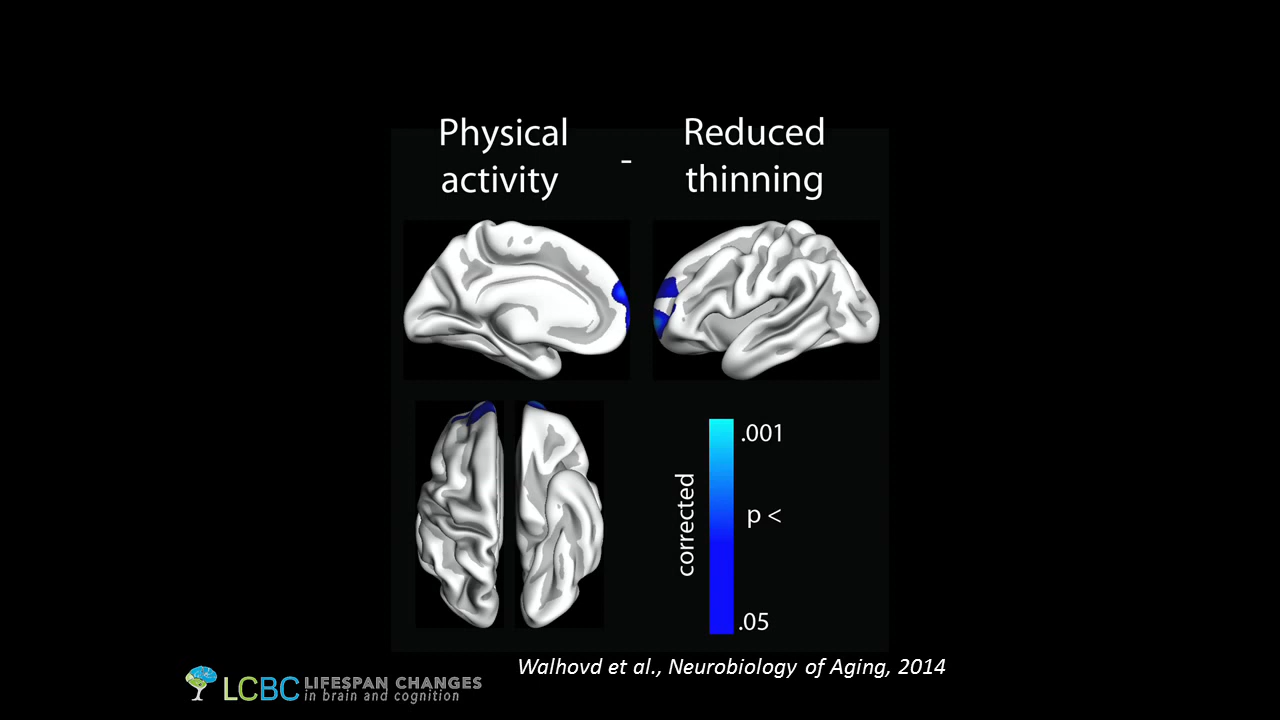 Physical
activity
-
Reduced
thinning
corrected
.001
p <
.05
Walhovd et al., Neurobiology of Aging, 2014
LCBC LIFESPAN CHANGES
in brain and cognition